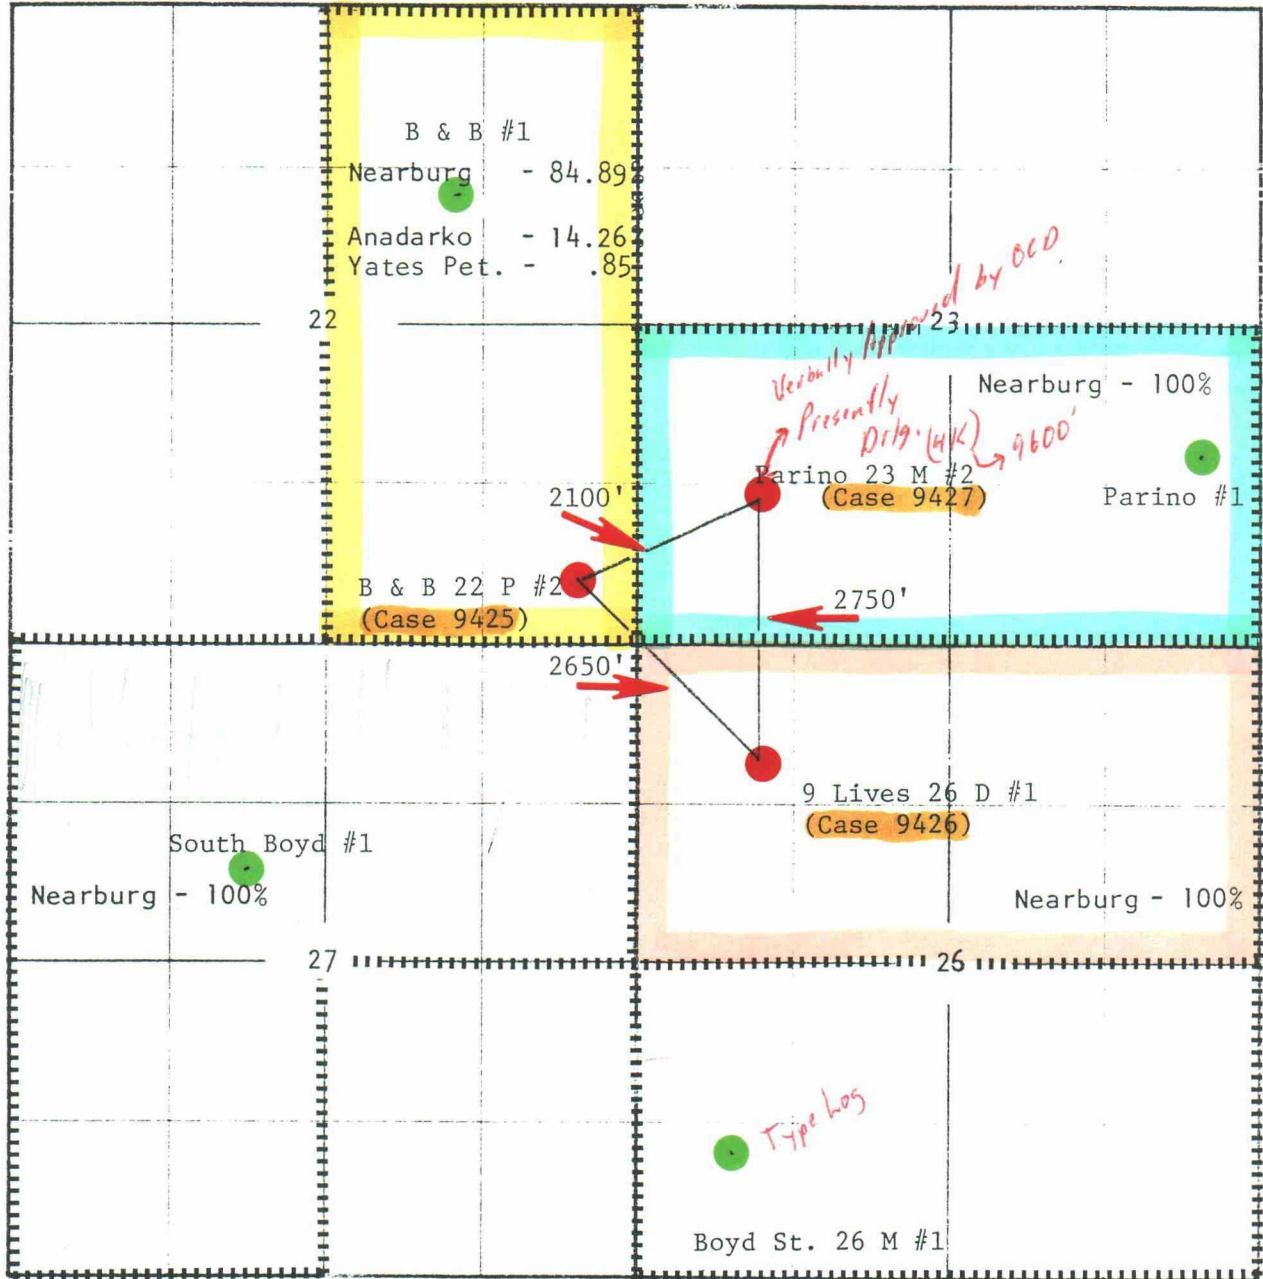 B & B #1
Nearburg - 84.89%
Anadarko - 14.26
Yates Pet. - .85
22
23
Verbally Approved by OCD
Presently
Drlg. (4K) 9600'
Nearburg - 100%
Parino 23 M #2
(Case 9427)
Parino #1
2100'
B & B 22 P #2
(Case 9425)
2750'
2650'
9 Lives 26 D #1
(Case 9426)
South Boyd #1
Nearburg - 100%
Nearburg - 100%
27
26
Type Log
Boyd St. 26 M #1